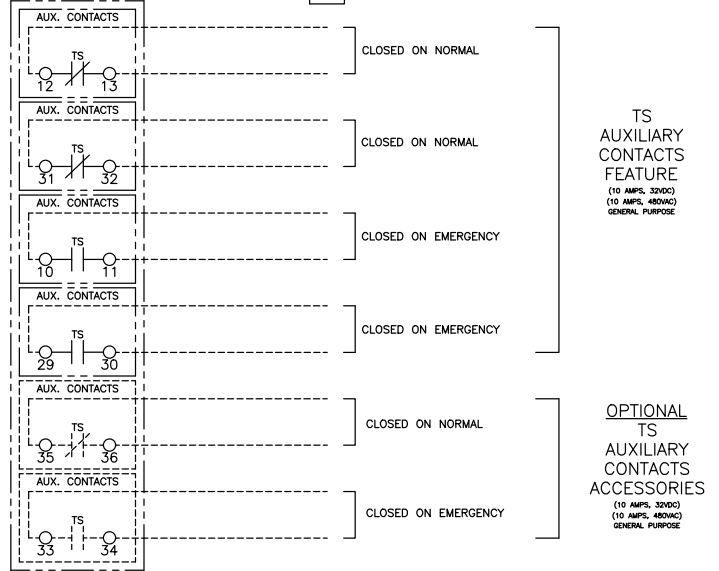 AUX. CONTACTS
TS
12 13
CLOSED ON NORMAL
AUX. CONTACTS
TS
31 32
CLOSED ON NORMAL
AUX. CONTACTS
TS
10 11
CLOSED ON EMERGENCY
AUX. CONTACTS
TS
29 30
CLOSED ON EMERGENCY
TS
AUXILIARY
CONTACTS
FEATURE
(10 AMPS, 32VDC)
(10 AMPS, 480VAC)
GENERAL PURPOSE
AUX. CONTACTS
TS
35 36
CLOSED ON NORMAL
AUX. CONTACTS
TS
33 34
CLOSED ON EMERGENCY
OPTIONAL
TS
AUXILIARY
CONTACTS
ACCESSORIES
(10 AMPS, 32VDC)
(10 AMPS, 480VAC)
GENERAL PURPOSE